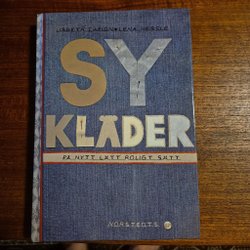 SY
KLÄDER
PÅ NYTT LÄTT ROLIGT SÄTT
NORSTEDTS